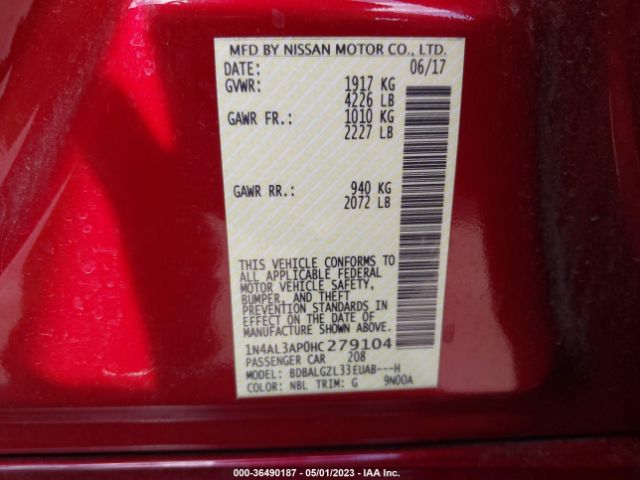 MFD BY NISSAN MOTOR CO., LTD.
DATE: 06/17
GVWR: 1917 KG
4226 LB
GAWR FR.: 1010 KG
2227 LB
GAWR RR.: 940 KG
2072 LB
THIS VEHICLE CONFORMS TO
ALL APPLICABLE FEDERAL
MOTOR VEHICLE SAFETY,
BUMPER, AND THEFT
PREVENTION STANDARDS IN
EFFECT ON THE DATE OF
MANUFACTURE SHOWN ABOVE.
1N4AL3AP0HC279104
PASSENGER CAR 208
MODEL: BDBALGZL33EUAB---H
COLOR: NBL TRIM: G 9N00A
000-36490187 - 05/01/2023 - IAA Inc.